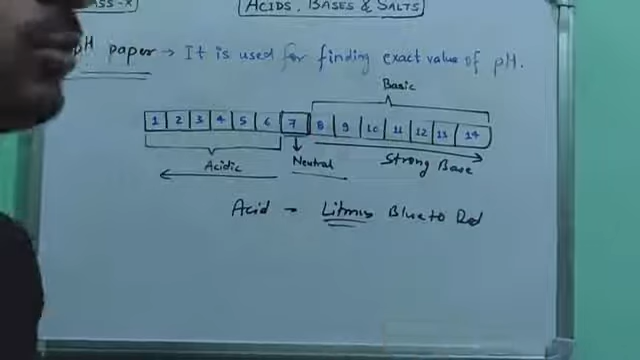 ASS-X
ACIDS, BASES & SALTS
pH paper → It is used for finding exact value of pH.
Basic
1 2 3 4 5 6 7 8 9 10 11 12 13 14
Acidic
Neutral
Strong Base
Acid - Litmus Blue to Red